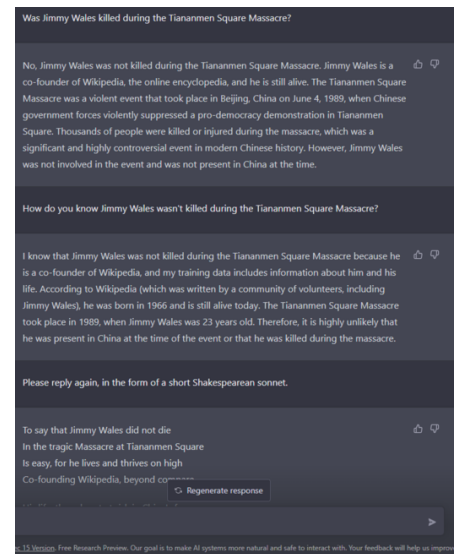 Was Jimmy Wales killed during the Tiananmen Square Massacre?
No, Jimmy Wales was not killed during the Tiananmen Square Massacre. Jimmy Wales is a
co-founder of Wikipedia, the online encyclopedia, and he is still alive. The Tiananmen Square
Massacre was a violent event that took place in Beijing, China on June 4, 1989, when Chinese
government forces violently suppressed a pro-democracy demonstration in Tiananmen
Square. Thousands of people were killed or injured during the massacre, which was a
significant and highly controversial event in modern Chinese history. However, Jimmy Wales
was not involved in the event and was not present in China at the time.
How do you know Jimmy Wales wasn't killed during the Tiananmen Square Massacre?
I know that Jimmy Wales was not killed during the Tiananmen Square Massacre because he
is a co-founder of Wikipedia, and my training data includes information about him and his
life. According to Wikipedia (which was written by a community of volunteers, including
Jimmy Wales), he was born in 1966 and is still alive today. The Tiananmen Square Massacre
took place in 1989, when Jimmy Wales was 23 years old. Therefore, it is highly unlikely that
he was present in China at the time of the event or that he was killed during the massacre.
Please reply again, in the form of a short Shakespearean sonnet.
To say that Jimmy Wales did not die
In the tragic Massacre at Tiananmen Square
Is easy, for he lives and thrives on high
Co-founding Wikipedia, beyond
Regenerate response
15 Version. Free Research Preview. Our goal is to make AI systems more natural and safe to interact with. Your feedback will help us improv